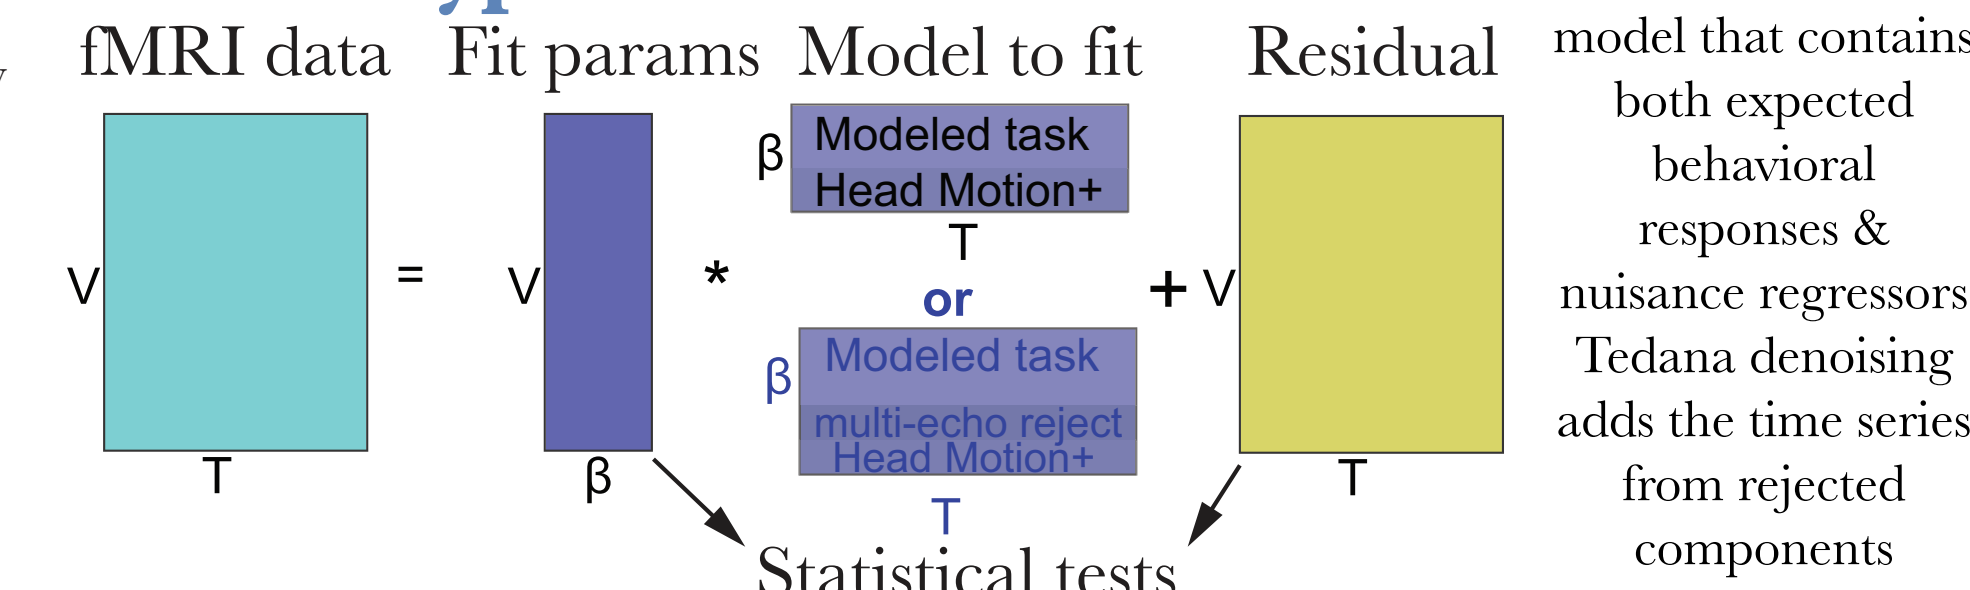 fMRI data
V
T
=
Fit params
V
β
*
Model to fit
β
Modeled task
Head Motion+
T
or
β
Modeled task
multi-echo reject
Head Motion+
T
+
Residual
V
T
Statistical tests
model that contains
both expected
behavioral
responses &
nuisance regressors
Tedana denoising
adds the time series
from rejected
components